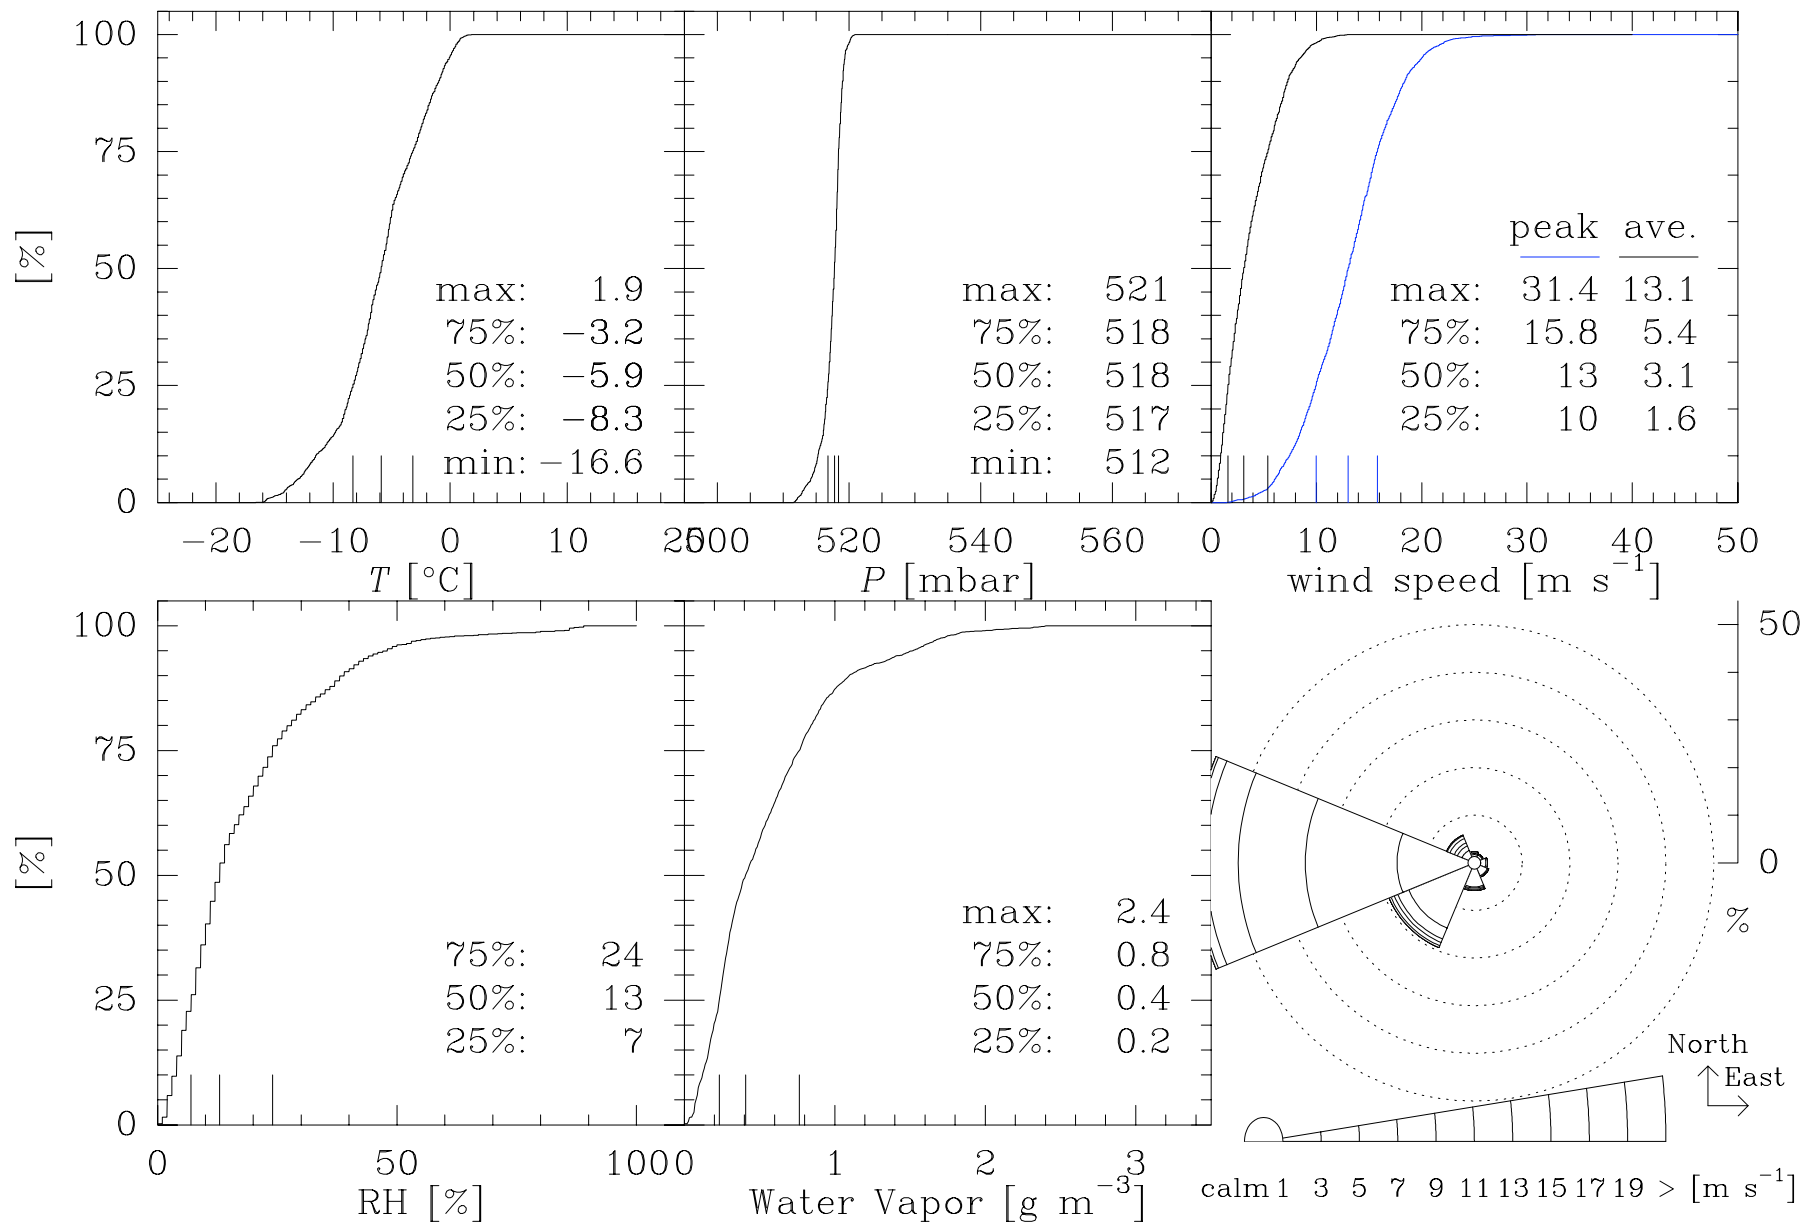 100
75
[%]
50
25
0
max: 1.9
75%: −3.2
50%: −5.9
25%: −8.3
min: −16.6
−20 −10 0 10 20
T [°C]
max: 521
75%: 518
50%: 518
25%: 517
min: 512
500 520 540 560
P [mbar]
peak ave.
max: 31.4 13.1
75%: 15.8 5.4
50%: 13 3.1
25%: 10 1.6
0 10 20 30 40 50
wind speed [m s−1]
100
75
[%]
50
25
0
75%: 24
50%: 13
25%: 7
0 50 100
RH [%]
max: 2.4
75%: 0.8
50%: 0.4
25%: 0.2
0 1 2 3
Water Vapor [g m−3]
50
0
%
North
East
calm 1 3 5 7 9 11 13 15 17 19 > [m s−1]